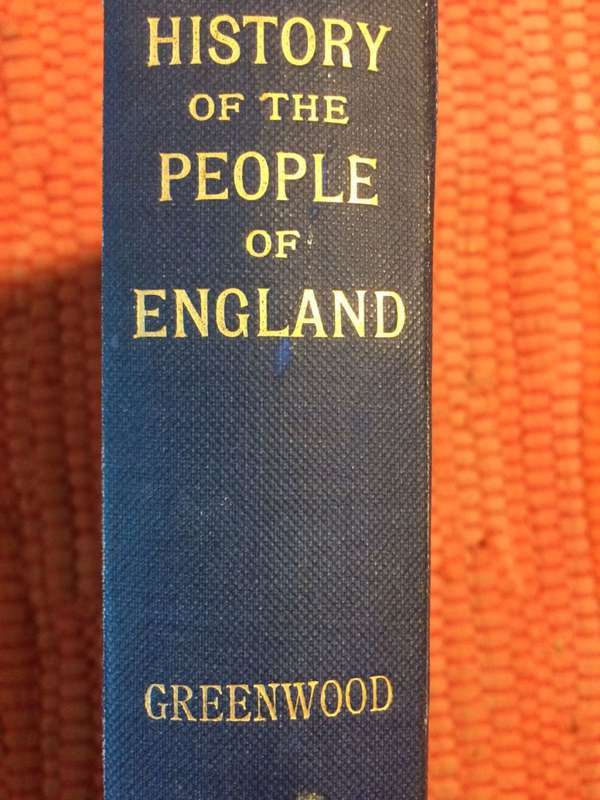 HISTORY
OF THE
PEOPLE
OF
ENGLAND
GREENWOOD